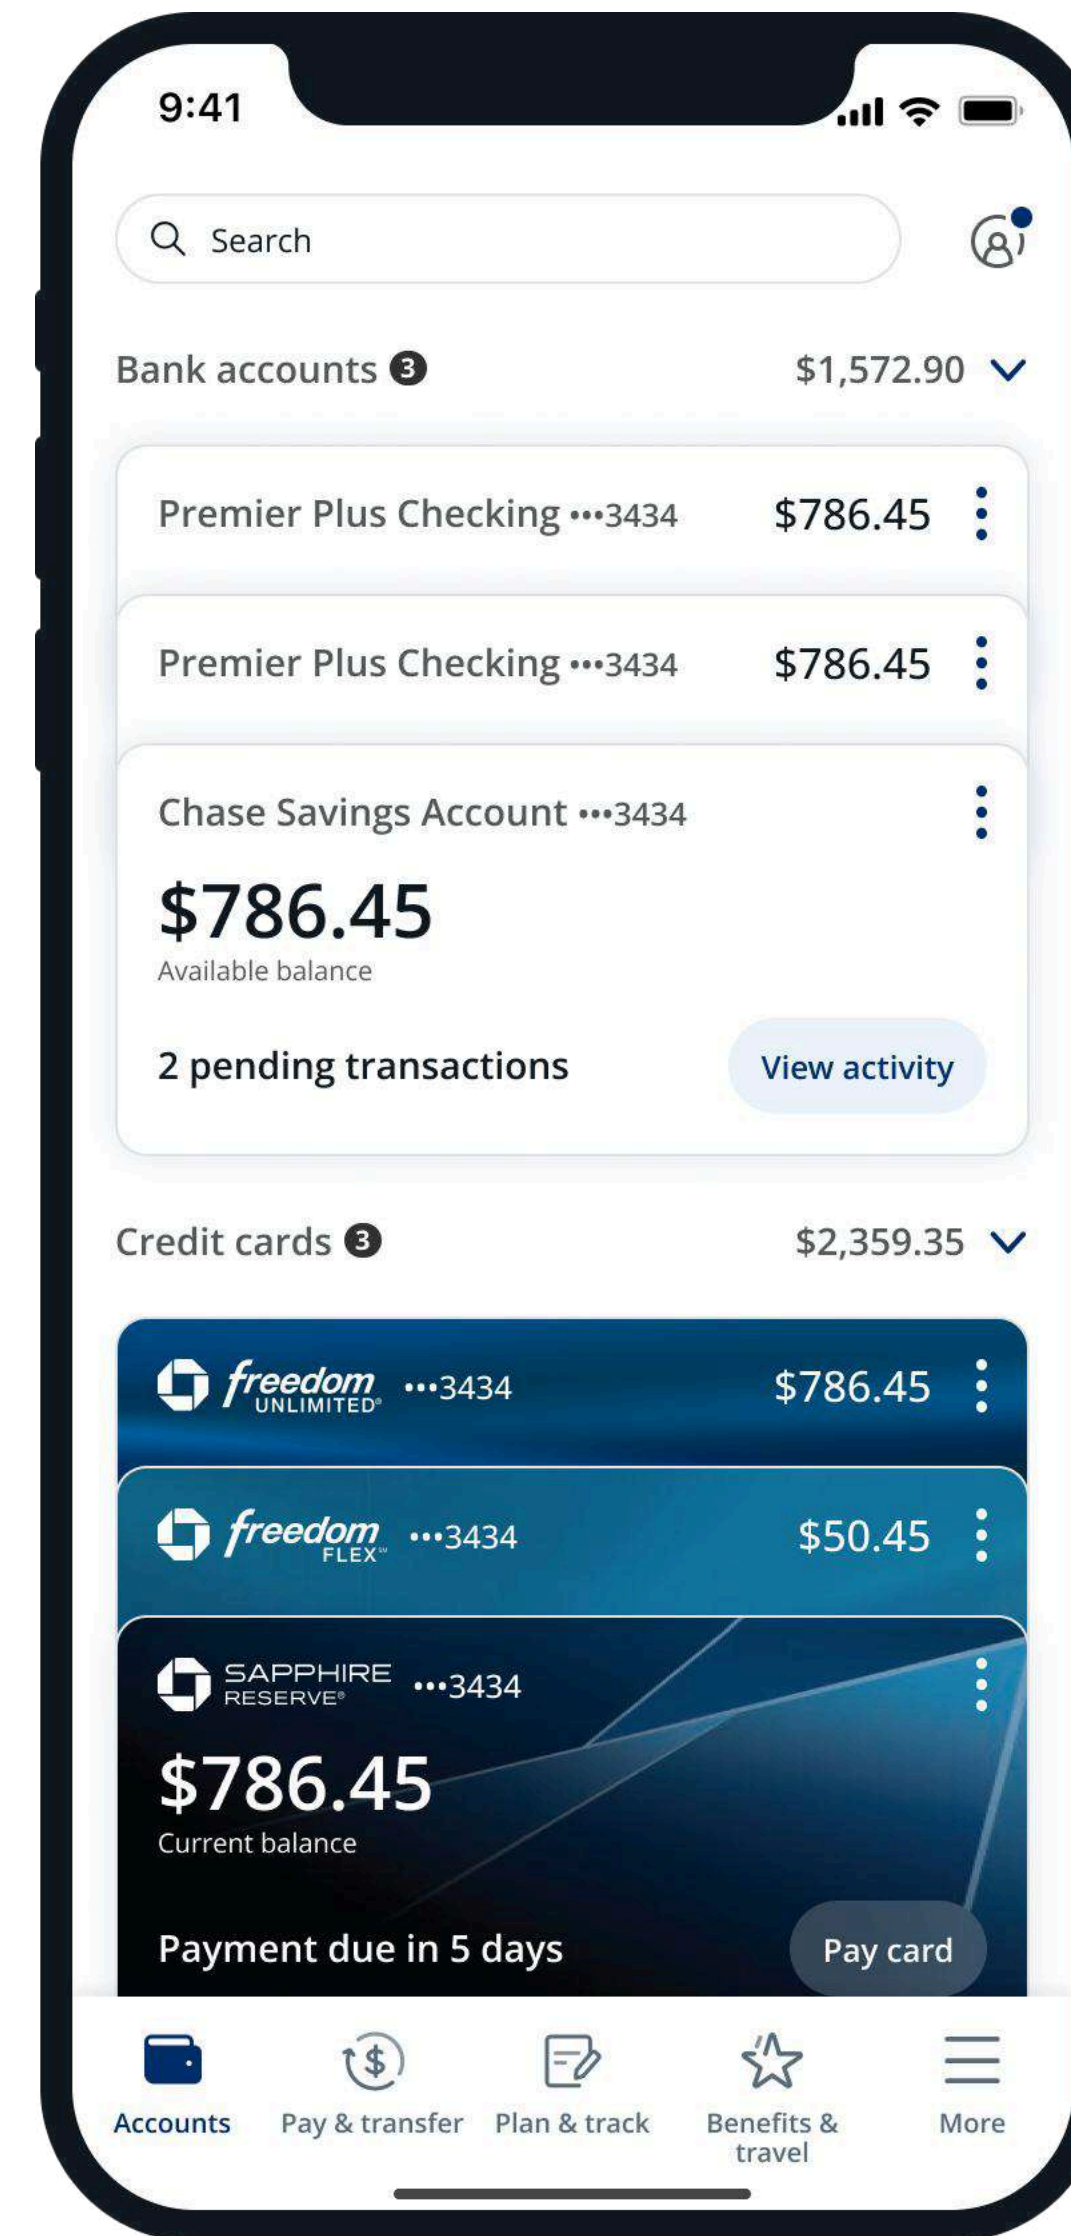 9:41
Search
Bank accounts 3 $1,572.90
Premier Plus Checking •••3434 $786.45
Premier Plus Checking •••3434 $786.45
Chase Savings Account •••3434
$786.45
Available balance
2 pending transactions View activity
Credit cards 3 $2,359.35
freedom UNLIMITED® •••3434 $786.45
freedom FLEX℠ •••3434 $50.45
SAPPHIRE RESERVE® •••3434
$786.45
Current balance
Payment due in 5 days Pay card
Accounts Pay & transfer Plan & track Benefits & travel More